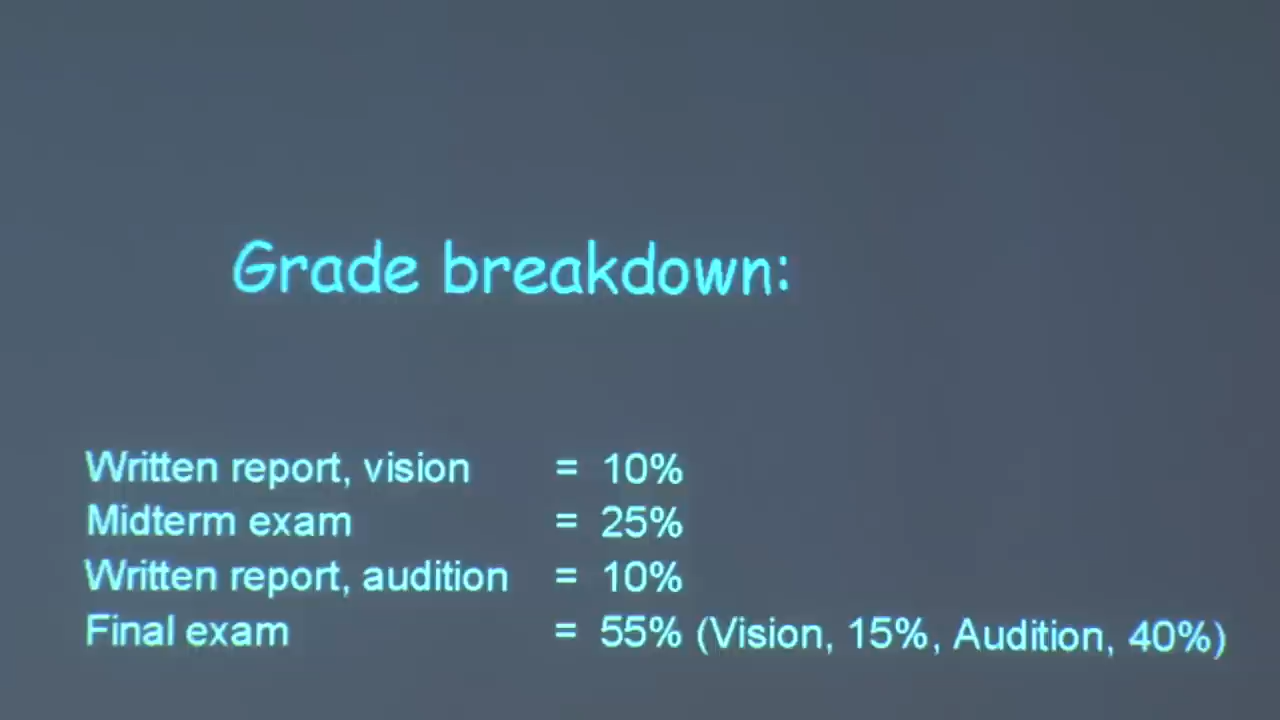 Grade breakdown:
Written report, vision = 10%
Midterm exam = 25%
Written report, audition = 10%
Final exam = 55% (Vision, 15%, Audition, 40%)